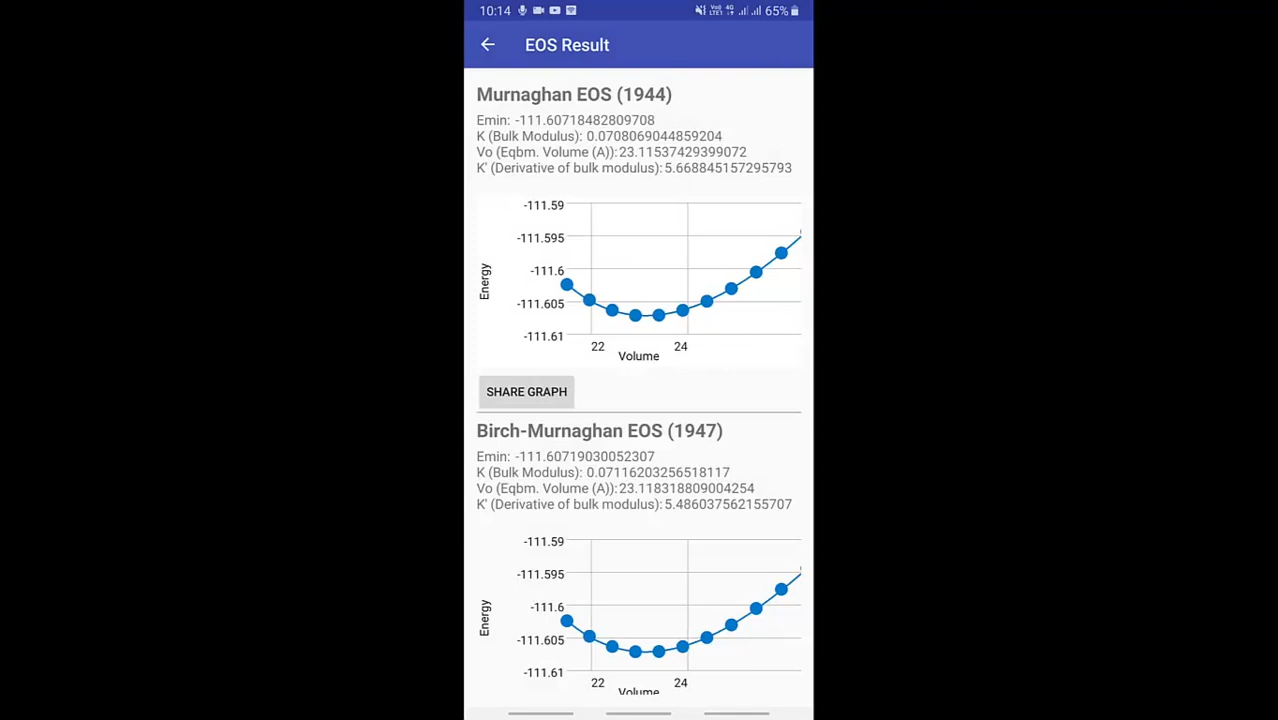 10:14 VoD LTE1 4G 65%
EOS Result
Murnaghan EOS (1944)
Emin: -111.60718482809708
K (Bulk Modulus): 0.0708069044859204
Vo (Eqbm. Volume (A)):23.11537429399072
K' (Derivative of bulk modulus):5.668845157295793
-111.59
-111.595
-111.6
-111.605
-111.61
Energy
22 24
Volume
SHARE GRAPH
Birch-Murnaghan EOS (1947)
Emin: -111.60719030052307
K (Bulk Modulus): 0.07116203256518117
Vo (Eqbm. Volume (A)):23.118318809004254
K' (Derivative of bulk modulus):5.486037562155707
-111.59
-111.595
-111.6
-111.605
-111.61
Energy
22 24
Volume